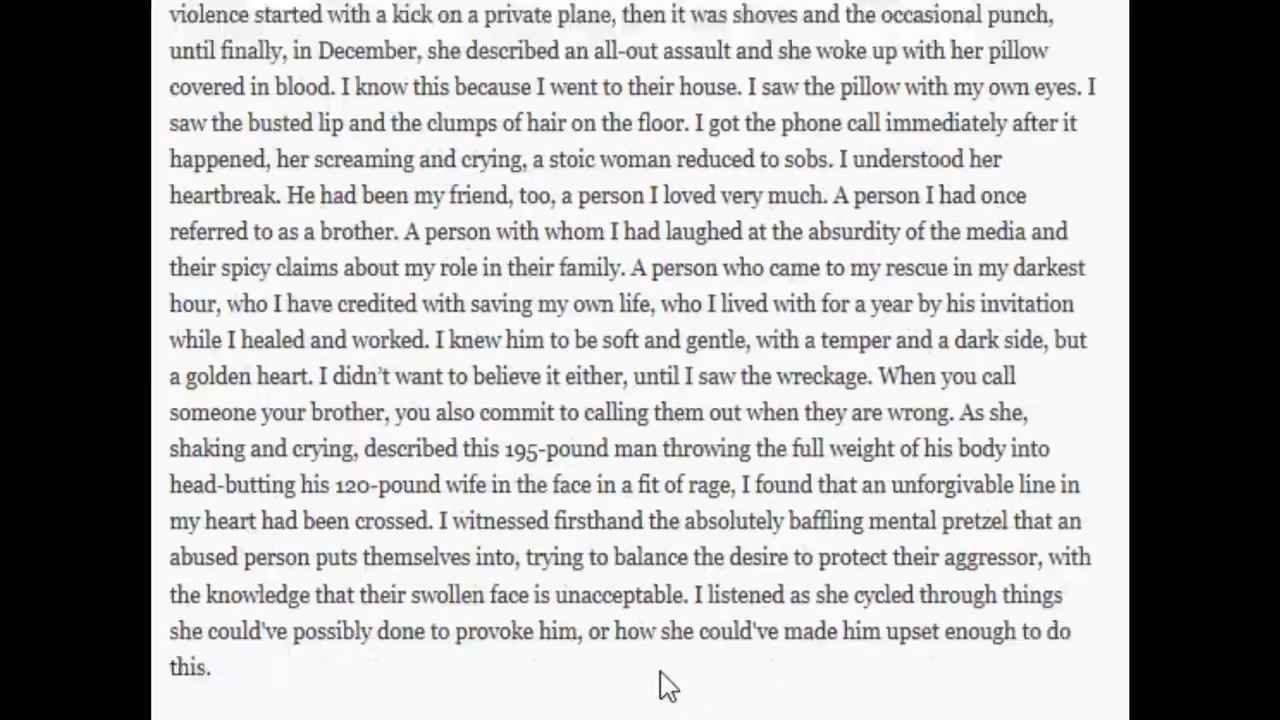 violence started with a kick on a private plane, then it was shoves and the occasional punch,
until finally, in December, she described an all-out assault and she woke up with her pillow
covered in blood. I know this because I went to their house. I saw the pillow with my own eyes. I
saw the busted lip and the clumps of hair on the floor. I got the phone call immediately after it
happened, her screaming and crying, a stoic woman reduced to sobs. I understood her
heartbreak. He had been my friend, too, a person I loved very much. A person I had once
referred to as a brother. A person with whom I had laughed at the absurdity of the media and
their spicy claims about my role in their family. A person who came to my rescue in my darkest
hour, who I have credited with saving my own life, who I lived with for a year by his invitation
while I healed and worked. I knew him to be soft and gentle, with a temper and a dark side, but
a golden heart. I didn't want to believe it either, until I saw the wreckage. When you call
someone your brother, you also commit to calling them out when they are wrong. As she,
shaking and crying, described this 195-pound man throwing the full weight of his body into
head-butting his 120-pound wife in the face in a fit of rage, I found that an unforgivable line in
my heart had been crossed. I witnessed firsthand the absolutely baffling mental pretzel that an
abused person puts themselves into, trying to balance the desire to protect their aggressor, with
the knowledge that their swollen face is unacceptable. I listened as she cycled through things
she could've possibly done to provoke him, or how she could've made him upset enough to do
this.